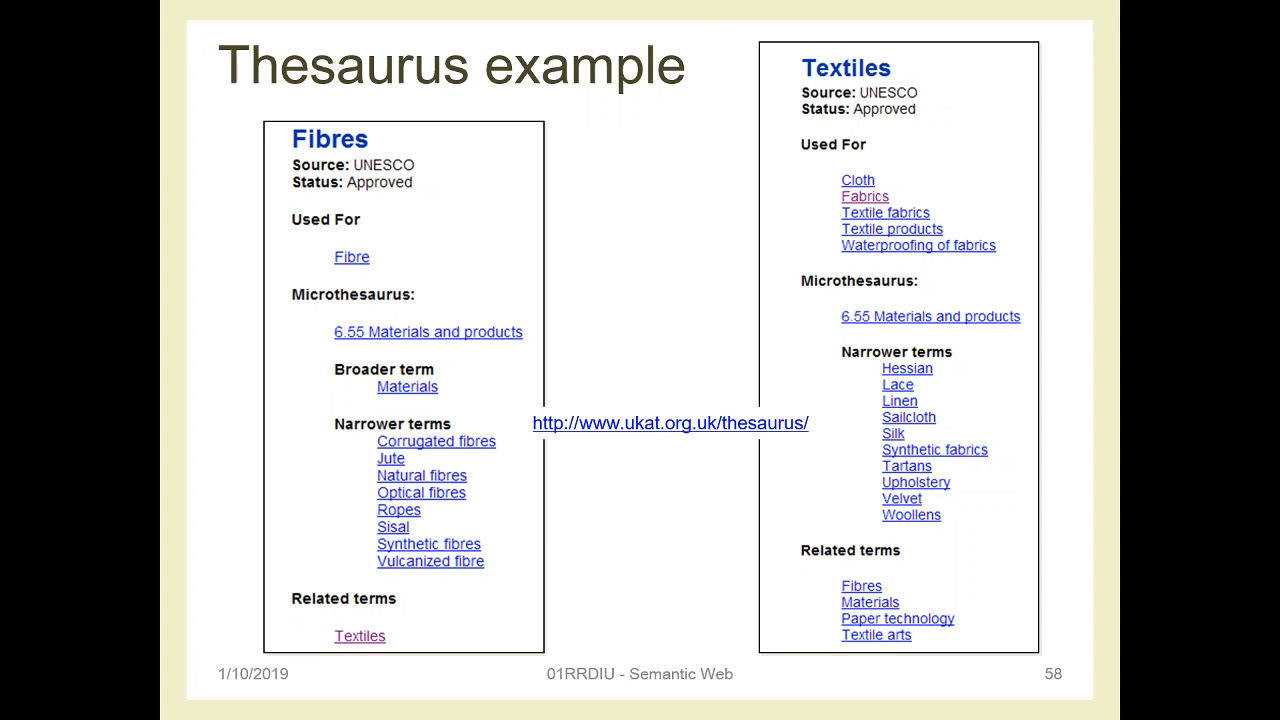 Thesaurus example
Fibres
Source: UNESCO
Status: Approved
Used For
Fibre
Microthesaurus:
6.55 Materials and products
Broader term
Materials
Narrower terms
Corrugated fibres
Jute
Natural fibres
Optical fibres
Ropes
Sisal
Synthetic fibres
Vulcanized fibre
Related terms
Textiles
http://www.ukat.org.uk/thesaurus/
Textiles
Source: UNESCO
Status: Approved
Used For
Cloth
Fabrics
Textile fabrics
Textile products
Waterproofing of fabrics
Microthesaurus:
6.55 Materials and products
Narrower terms
Hessian
Lace
Linen
Sailcloth
Silk
Synthetic fabrics
Tartans
Upholstery
Velvet
Woollens
Related terms
Fibres
Materials
Paper technology
Textile arts
1/10/2019
01RRDIU - Semantic Web
58